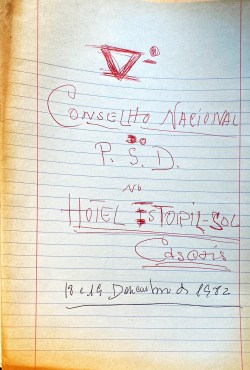 CONSELHO NACIONAL
DO
P. S. D.
NO
HOTEL ESTORIL-SOL
Cascais
18 e 19 Dezembro de 1982